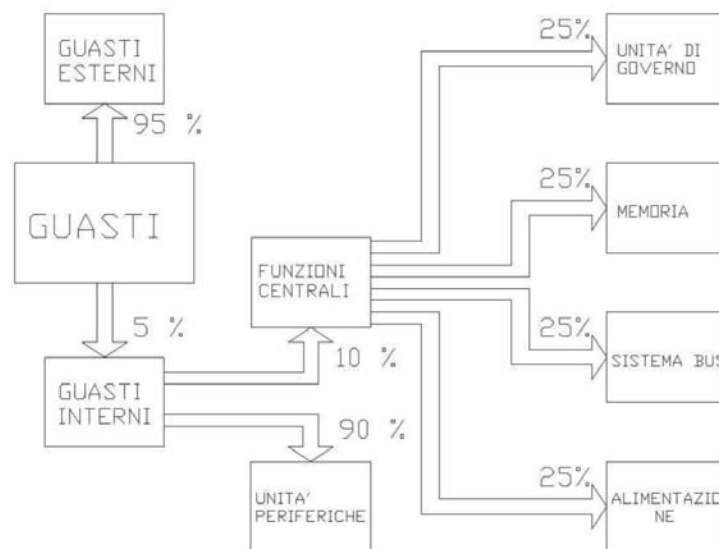 GUASTI
ESTERNI
95 %
GUASTI
5 %
GUASTI
INTERNI
10 %
90 %
FUNZIONI
CENTRALI
UNITA'
PERIFERICHE
25%
UNITA' DI
GOVERNO
25%
MEMORIA
25%
SISTEMA BUS
25%
ALIMENTAZIO
NE